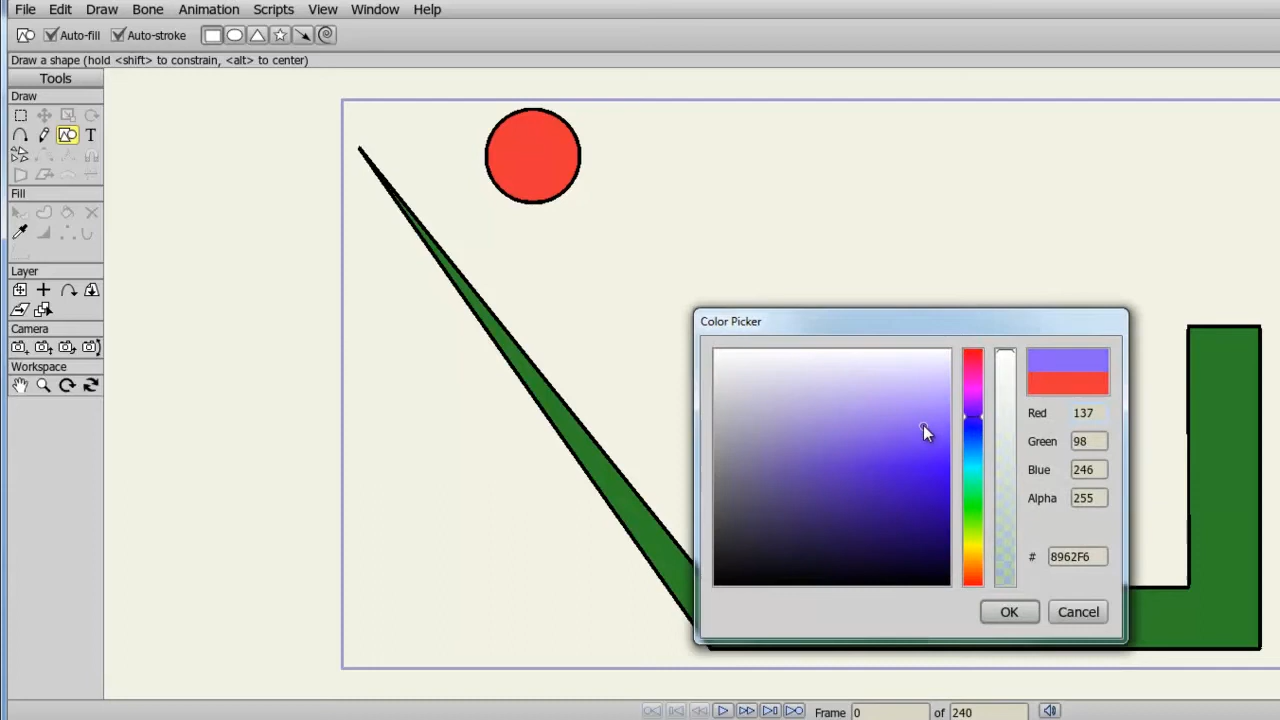 File Edit Draw Bone Animation Scripts View Window Help
Auto-fill Auto-stroke
Draw a shape (hold <shift> to constrain, <alt> to center)
Tools
Draw
T
Fill
Layer
Camera
Workspace
Color Picker
Red 137
Green 98
Blue 246
Alpha 255
# 8962F6
OK Cancel
Frame 0 of 240